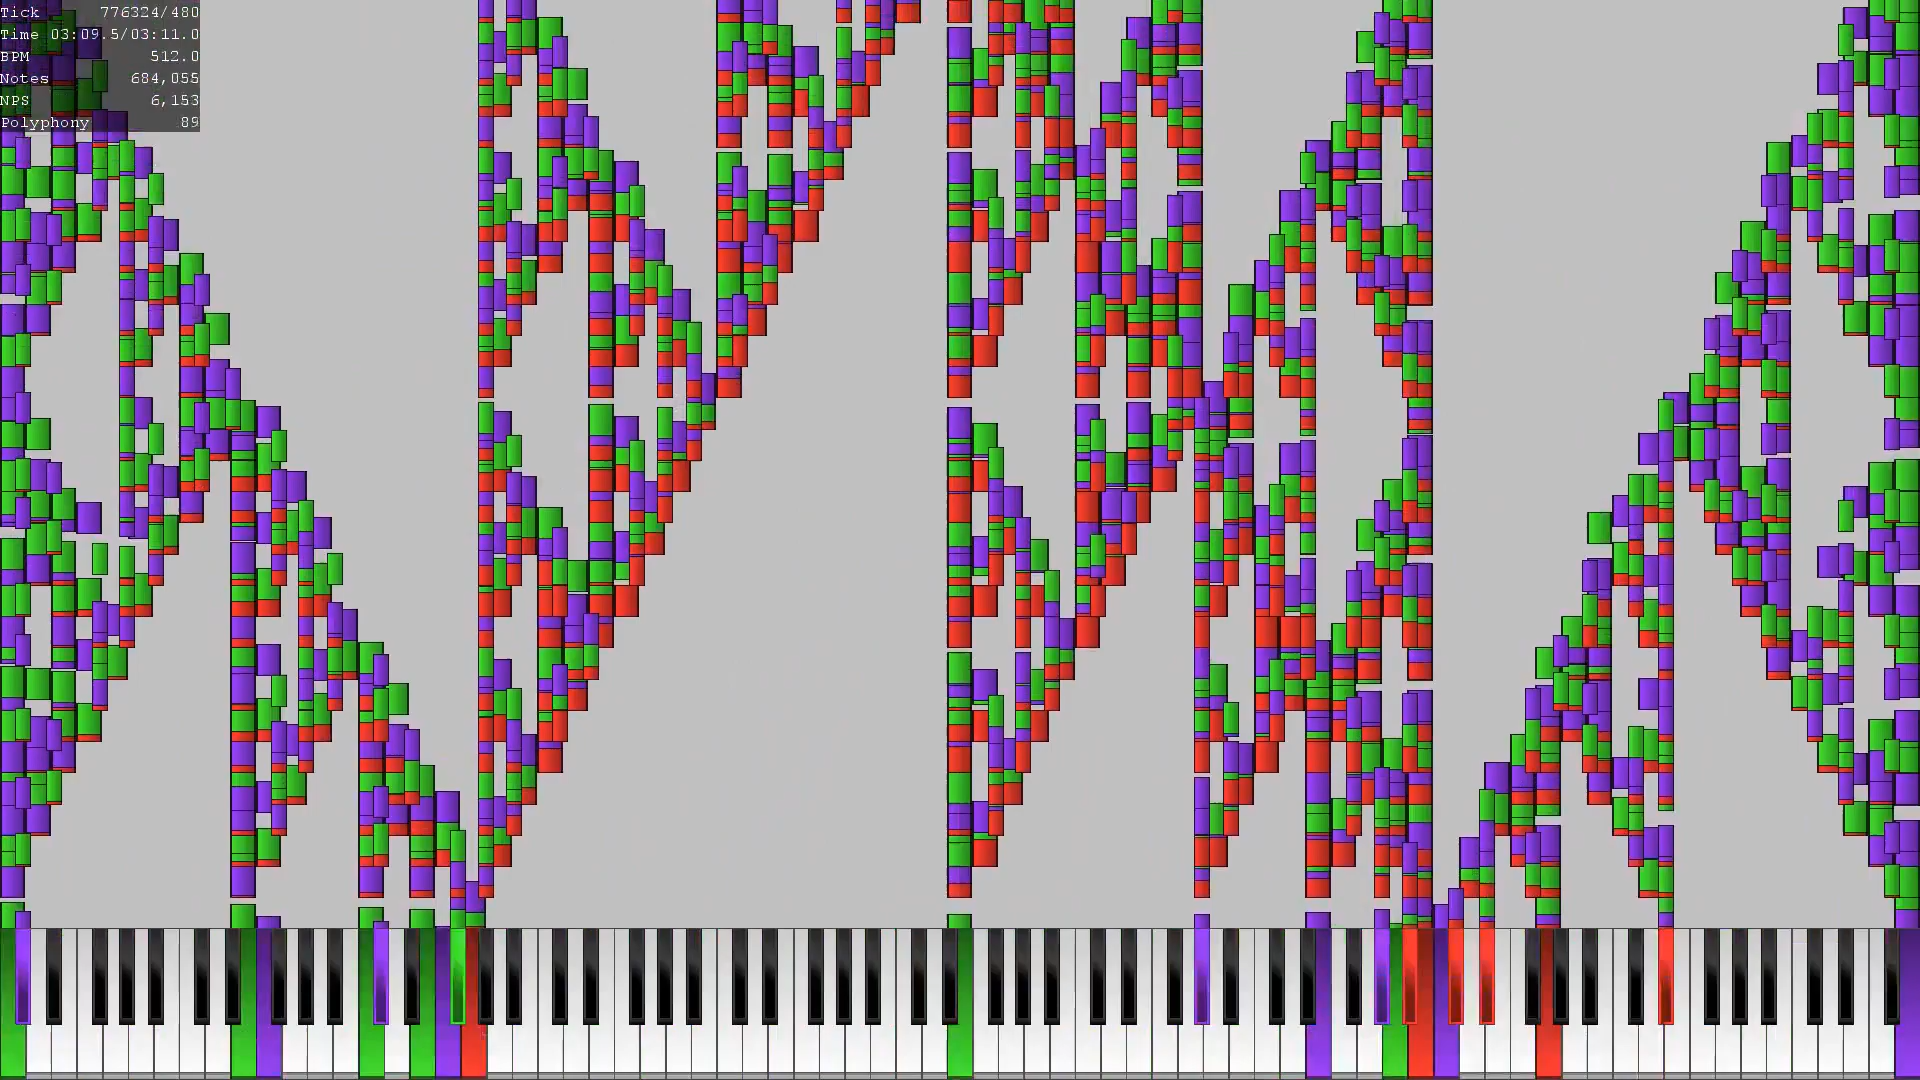 Tick 776324/480
Time 03:09.5/03:11.0
BPM 512.0
Notes 684,055
NPS 6,153
Polyphony 89